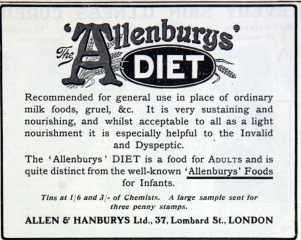 The 'Allenburys'
DIET
Recommended for general use in place of ordinary
milk foods, gruel, &c. It is very sustaining and
nourishing, and whilst acceptable to all as a light
nourishment it is especially helpful to the Invalid
and Dyspeptic.
The 'Allenburys' DIET is a food for ADULTS and is
quite distinct from the well-known 'Allenburys' Foods
for Infants.
Tins at 1/6 and 3/- of Chemists. A large sample sent for
three penny stamps.
ALLEN & HANBURYS Ltd., 37, Lombard St., LONDON